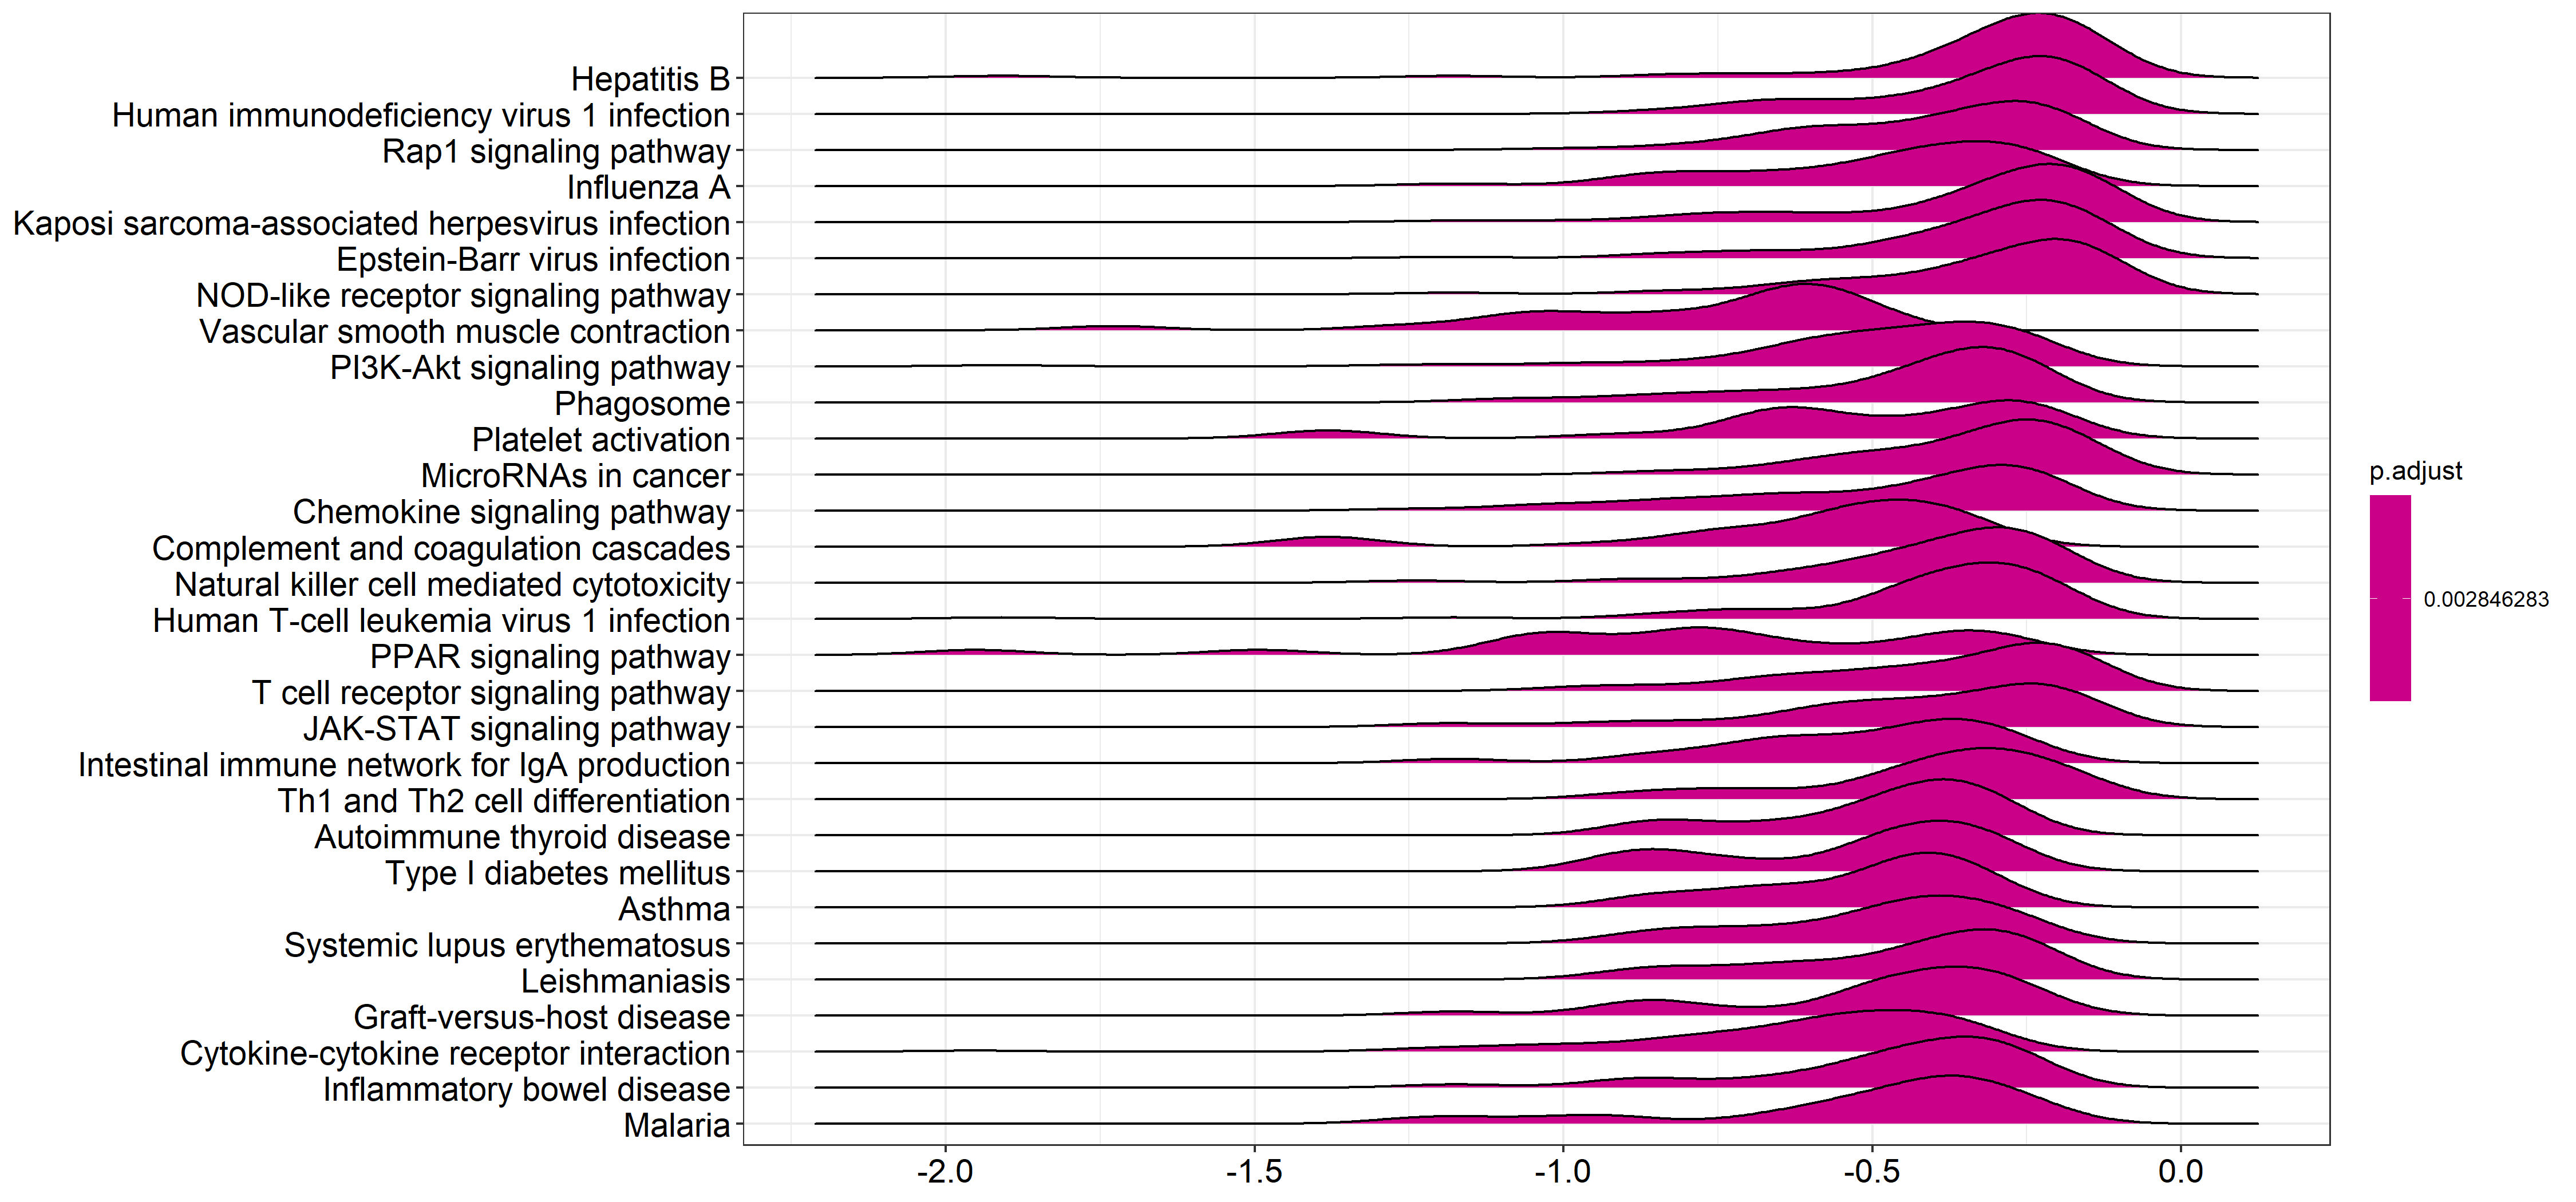 Hepatitis B
Human immunodeficiency virus 1 infection
Rap1 signaling pathway
Influenza A
Kaposi sarcoma-associated herpesvirus infection
Epstein-Barr virus infection
NOD-like receptor signaling pathway
Vascular smooth muscle contraction
PI3K-Akt signaling pathway
Phagosome
Platelet activation
MicroRNAs in cancer
Chemokine signaling pathway
Complement and coagulation cascades
Natural killer cell mediated cytotoxicity
Human T-cell leukemia virus 1 infection
PPAR signaling pathway
T cell receptor signaling pathway
JAK-STAT signaling pathway
Intestinal immune network for IgA production
Th1 and Th2 cell differentiation
Autoimmune thyroid disease
Type I diabetes mellitus
Asthma
Systemic lupus erythematosus
Leishmaniasis
Graft-versus-host disease
Cytokine-cytokine receptor interaction
Inflammatory bowel disease
Malaria
-2.0 -1.5 -1.0 -0.5 0.0
p.adjust
0.002846283